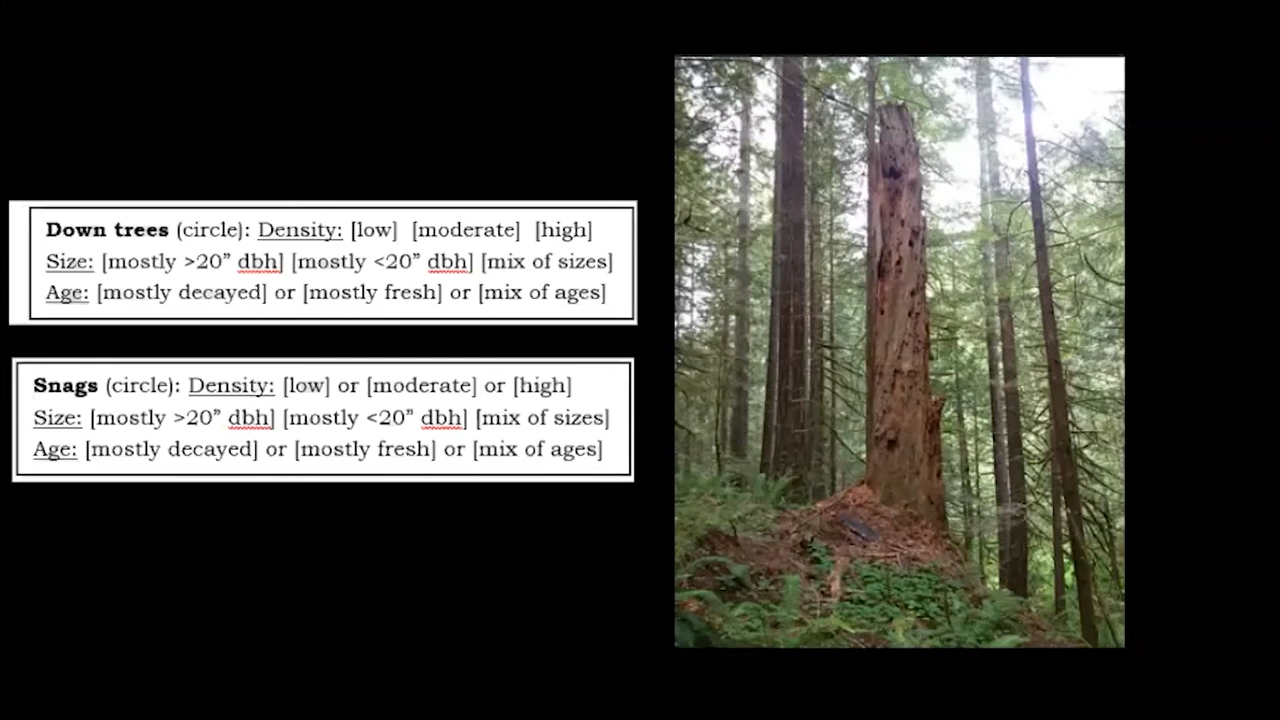 Down trees (circle): Density: [low] [moderate] [high]
Size: [mostly >20” dbh] [mostly <20” dbh] [mix of sizes]
Age: [mostly decayed] or [mostly fresh] or [mix of ages]
Snags (circle): Density: [low] or [moderate] or [high]
Size: [mostly >20” dbh] [mostly <20” dbh] [mix of sizes]
Age: [mostly decayed] or [mostly fresh] or [mix of ages]